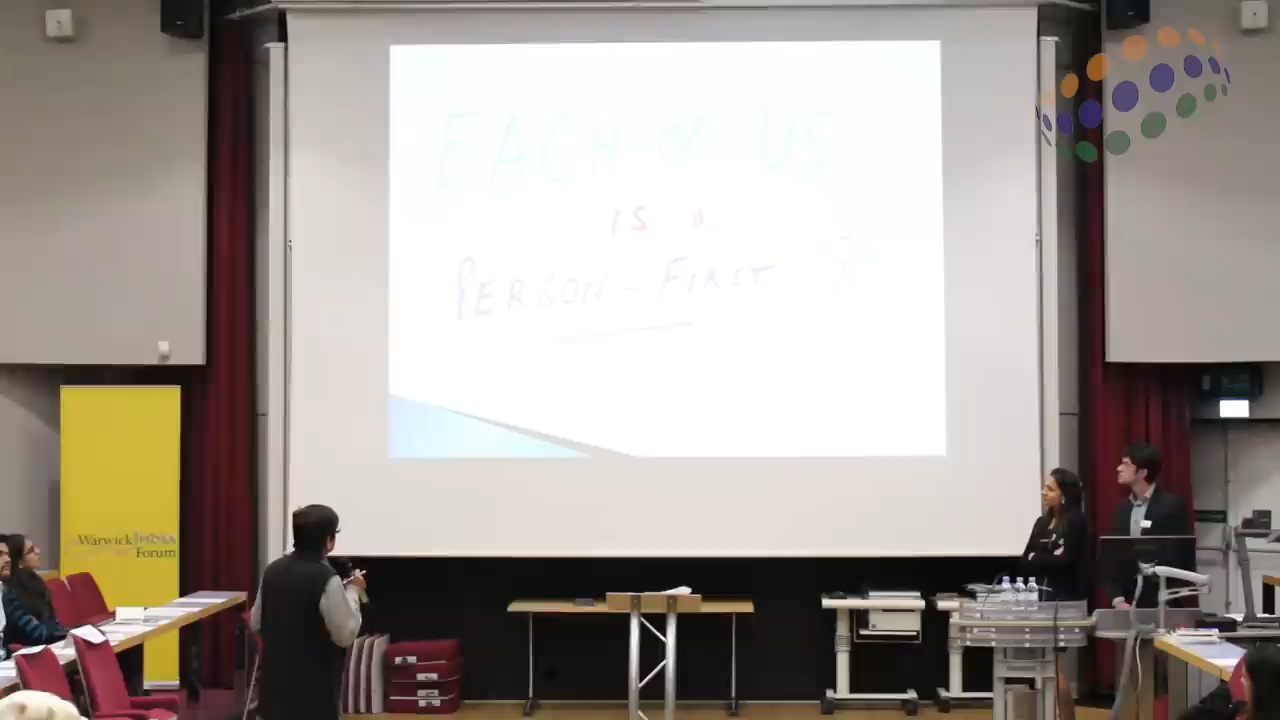 EACH OF US
IS a
PERSON - FIRST
Warwick INDIA
Forum